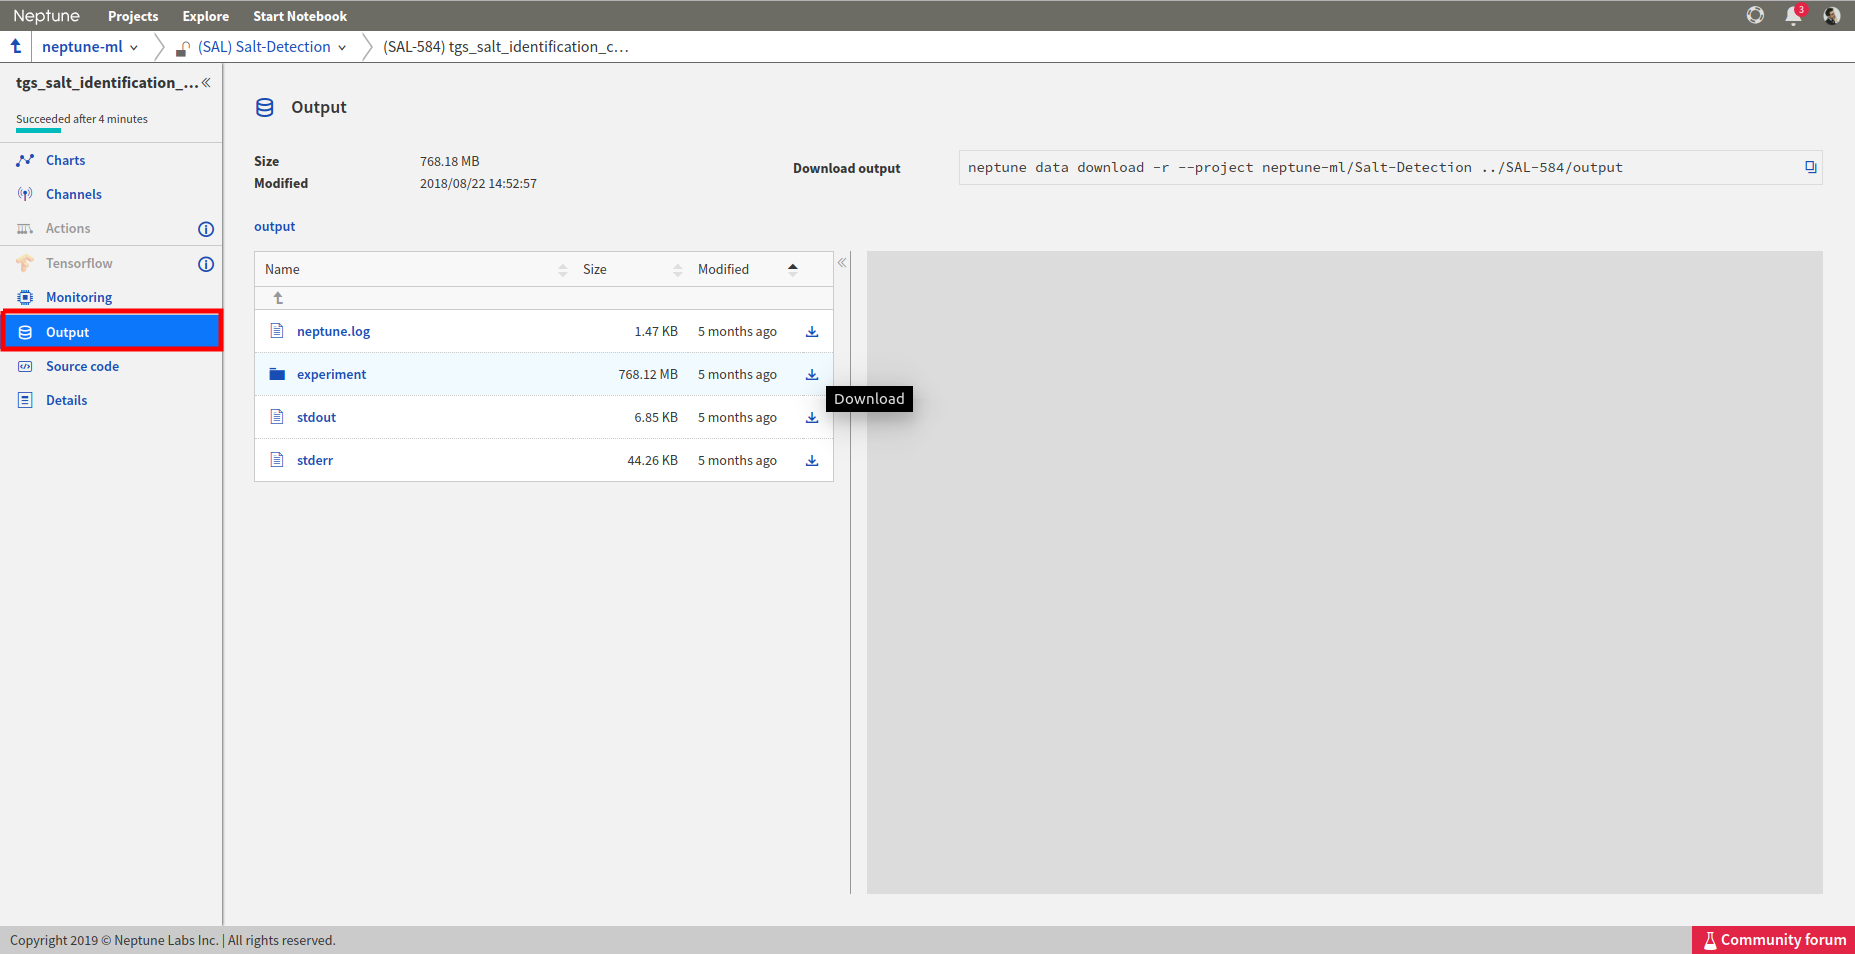 Neptune Projects Explore Start Notebook 3
neptune-ml (SAL) Salt-Detection (SAL-584) tgs_salt_identification_c...
tgs_salt_identification_...
Succeeded after 4 minutes
Charts
Channels
Actions
Tensorflow
Monitoring
Output
Source code
Details
Output
Size 768.18 MB
Modified 2018/08/22 14:52:57
Download output neptune data download -r --project neptune-ml/Salt-Detection ../SAL-584/output
output
Name Size Modified
neptune.log 1.47 KB 5 months ago
experiment 768.12 MB 5 months ago
Download
stdout 6.85 KB 5 months ago
stderr 44.26 KB 5 months ago
Copyright 2019 © Neptune Labs Inc. | All rights reserved.
Community forum